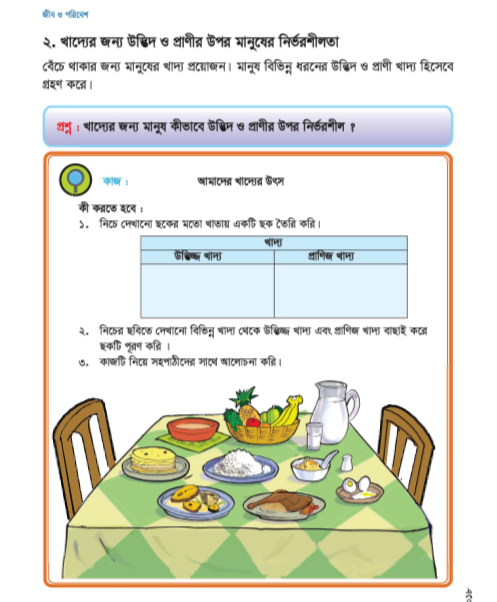 জীব ও পরিবেশ
২. খাদ্যের জন্য উদ্ভিদ ও প্রাণীর উপর মানুষের নির্ভরশীলতা
বেঁচে থাকার জন্য মানুষের খাদ্য প্রয়োজন। মানুষ বিভিন্ন ধরনের উদ্ভিদ ও প্রাণী খাদ্য হিসেবে
গ্রহণ করে।
প্রশ্ন : খাদ্যের জন্য মানুষ কীভাবে উদ্ভিদ ও প্রাণীর উপর নির্ভরশীল ?
কাজ : আমাদের খাদ্যের উৎস
কী করতে হবে :
১. নিচে দেখানো ছকের মতো খাতায় একটি ছক তৈরি করি।
খাদ্য
উদ্ভিজ্জ খাদ্য প্রাণিজ খাদ্য
২. নিচের ছবিতে দেখানো বিভিন্ন খাদ্য থেকে উদ্ভিজ্জ খাদ্য এবং প্রাণিজ খাদ্য বাছাই করে
ছকটি পূরণ করি ।
৩. কাজটি নিয়ে সহপাঠীদের সাথে আলোচনা করি।